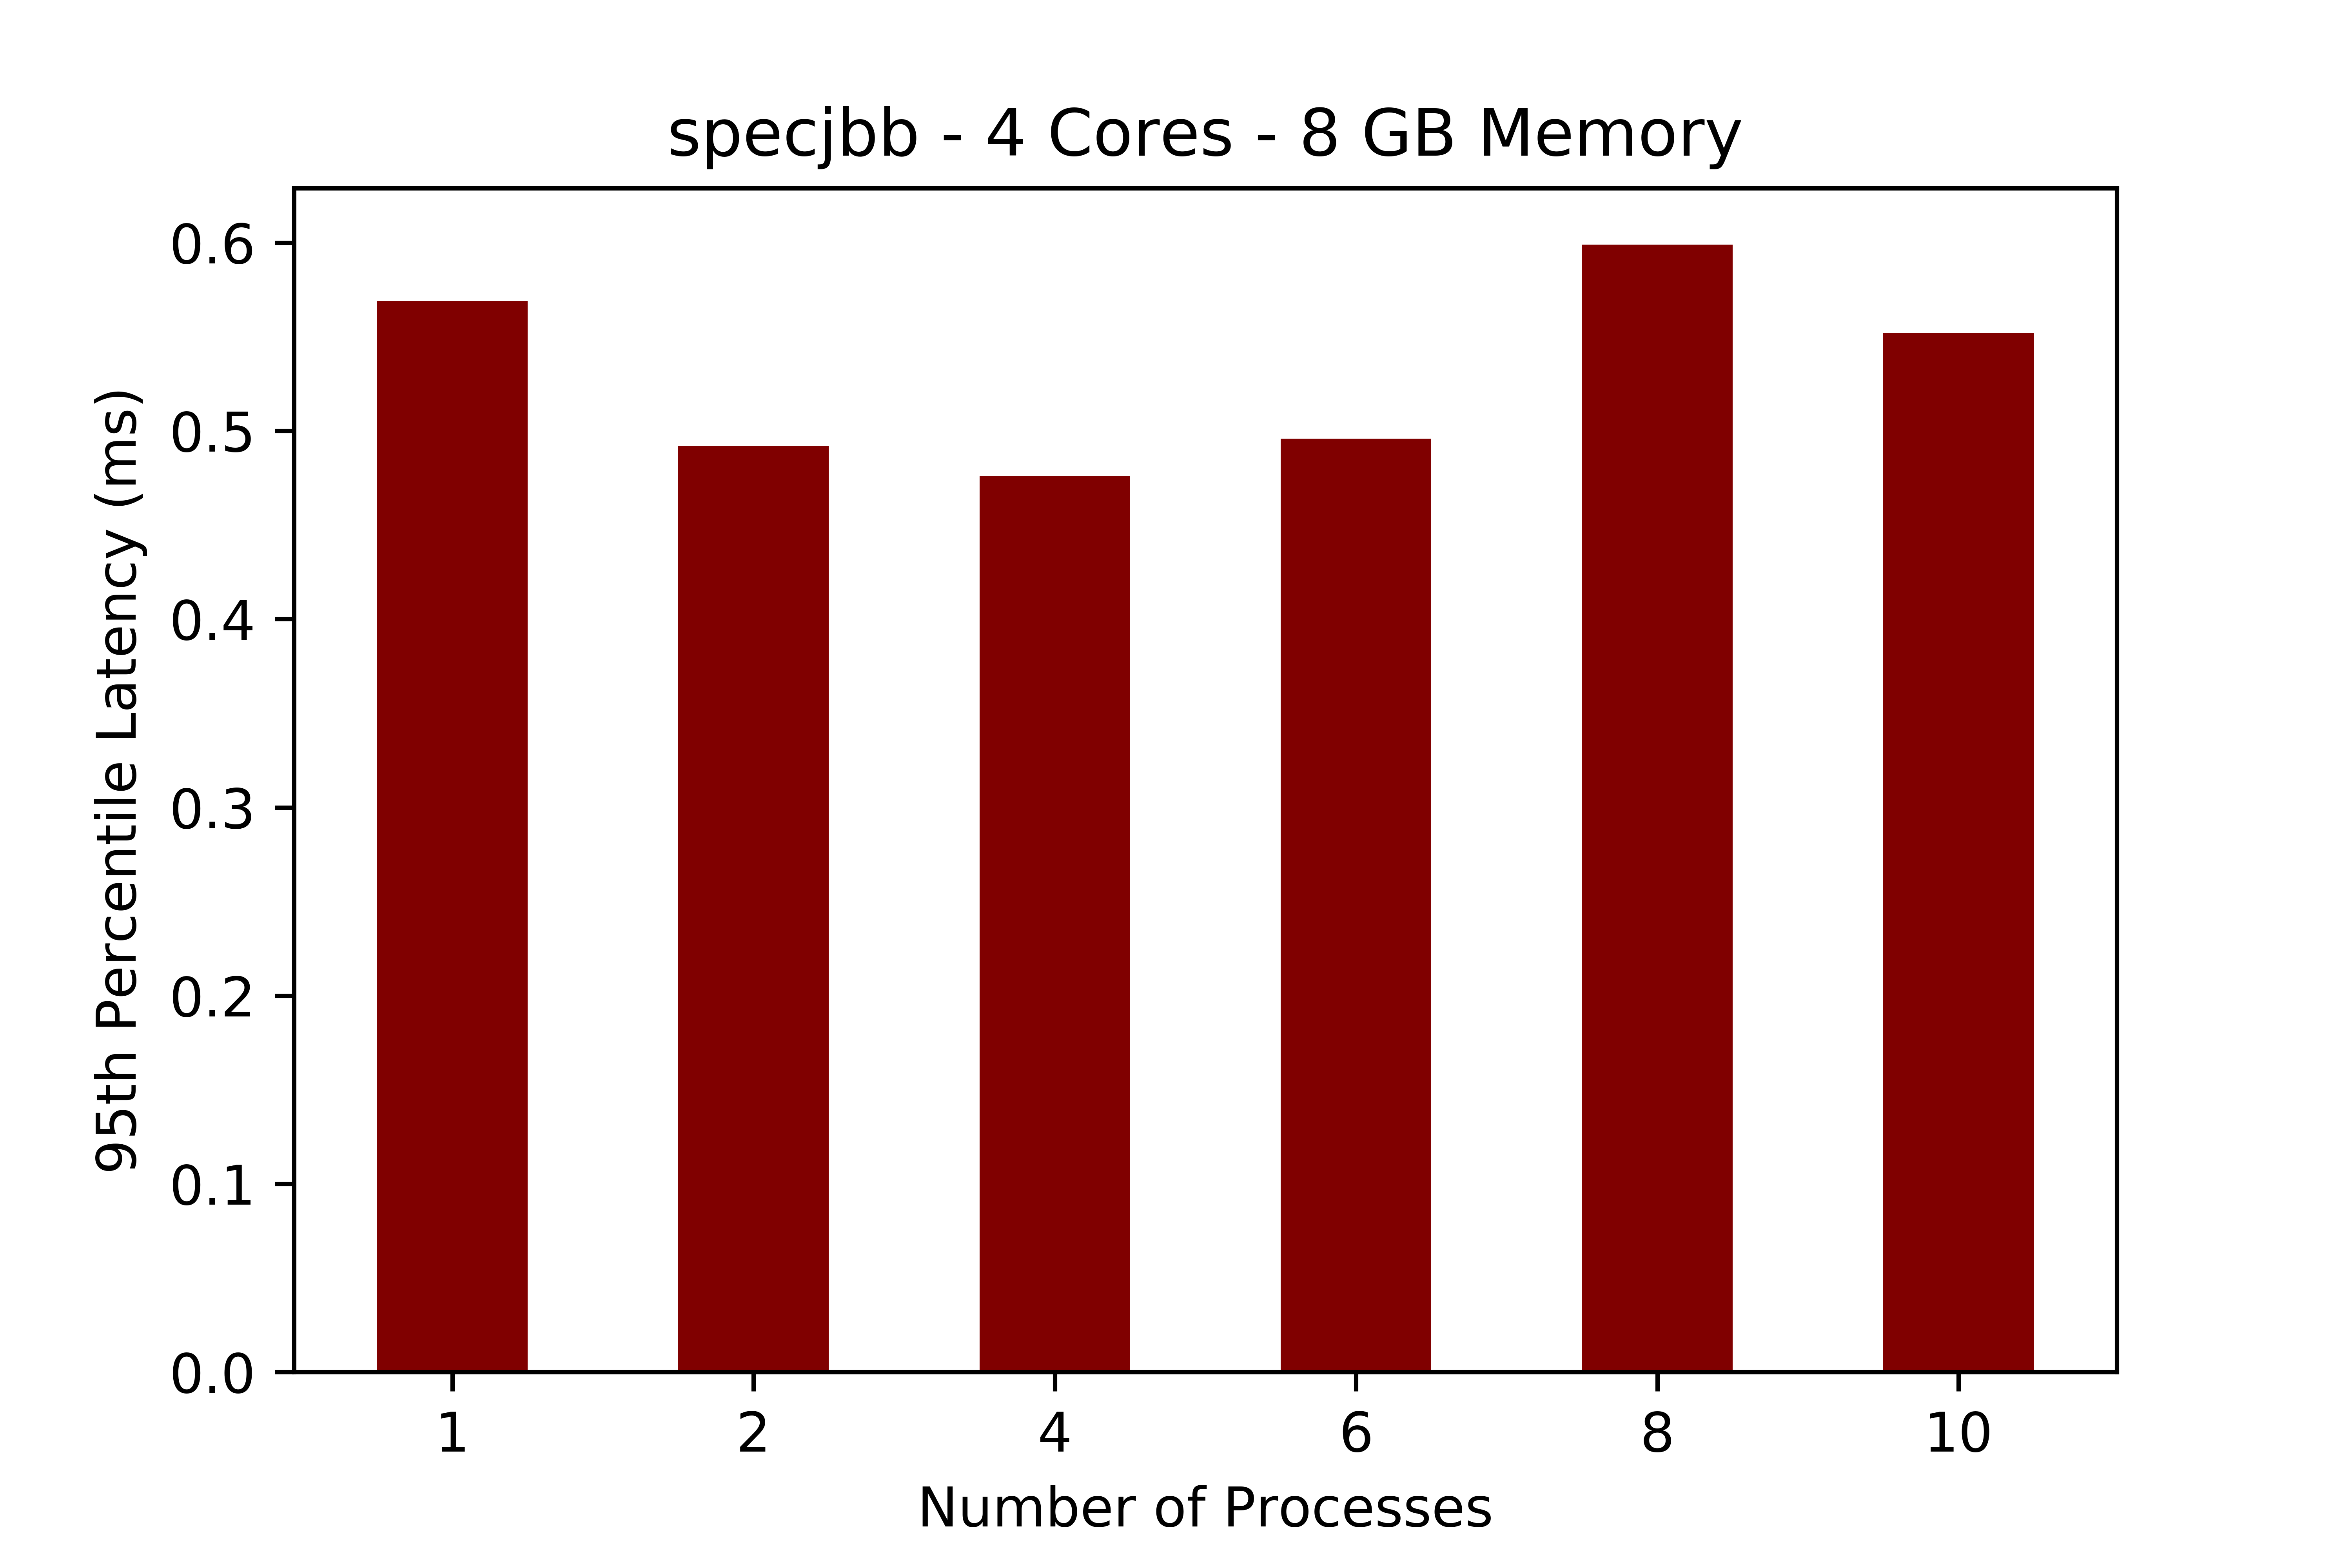 specjbb - 4 Cores - 8 GB Memory
95th Percentile Latency (ms)
0.6
0.5
0.4
0.3
0.2
0.1
0.0
1 2 4 6 8 10
Number of Processes